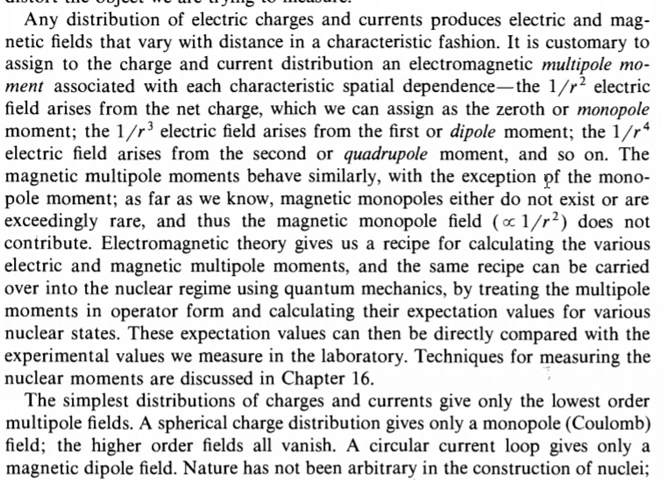 distort the object we are trying to measure.
Any distribution of electric charges and currents produces electric and mag-
netic fields that vary with distance in a characteristic fashion. It is customary to
assign to the charge and current distribution an electromagnetic multipole mo-
ment associated with each characteristic spatial dependence—the 1/r² electric
field arises from the net charge, which we can assign as the zeroth or monopole
moment; the 1/r³ electric field arises from the first or dipole moment; the 1/r⁴
electric field arises from the second or quadrupole moment, and so on. The
magnetic multipole moments behave similarly, with the exception of the mono-
pole moment; as far as we know, magnetic monopoles either do not exist or are
exceedingly rare, and thus the magnetic monopole field (∝ 1/r²) does not
contribute. Electromagnetic theory gives us a recipe for calculating the various
electric and magnetic multipole moments, and the same recipe can be carried
over into the nuclear regime using quantum mechanics, by treating the multipole
moments in operator form and calculating their expectation values for various
nuclear states. These expectation values can then be directly compared with the
experimental values we measure in the laboratory. Techniques for measuring the
nuclear moments are discussed in Chapter 16.
The simplest distributions of charges and currents give only the lowest order
multipole fields. A spherical charge distribution gives only a monopole (Coulomb)
field; the higher order fields all vanish. A circular current loop gives only a
magnetic dipole field. Nature has not been arbitrary in the construction of nuclei;